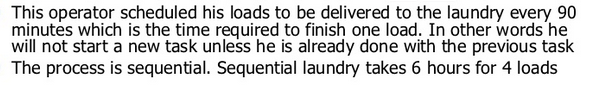 This operator scheduled his loads to be delivered to the laundry every 90
minutes which is the time required to finish one load. In other words he
will not start a new task unless he is already done with the previous task
The process is sequential. Sequential laundry takes 6 hours for 4 loads